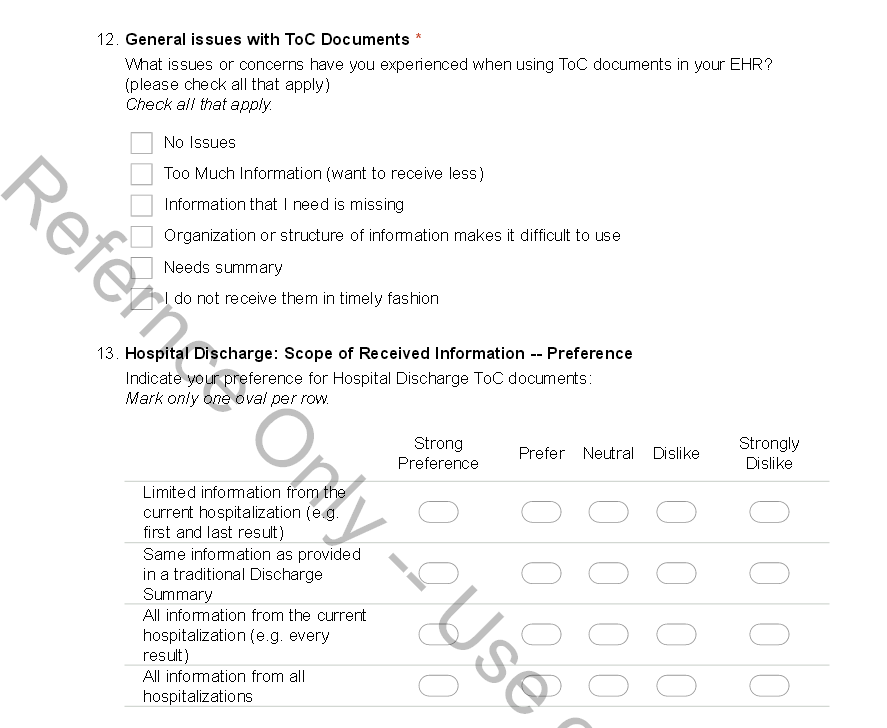 12. General issues with ToC Documents *
What issues or concerns have you experienced when using ToC documents in your EHR?
(please check all that apply)
Check all that apply.
No Issues
Too Much Information (want to receive less)
Information that I need is missing
Organization or structure of information makes it difficult to use
Needs summary
I do not receive them in timely fashion
13. Hospital Discharge: Scope of Received Information -- Preference
Indicate your preference for Hospital Discharge ToC documents:
Mark only one oval per row.
Strong Preference
Prefer
Neutral
Dislike
Strongly Dislike
Limited information from the
current hospitalization (e.g.
first and last result)
Same information as provided
in a traditional Discharge
Summary
All information from the current
hospitalization (e.g. every
result)
All information from all
hospitalizations
Refernce Only -- Use